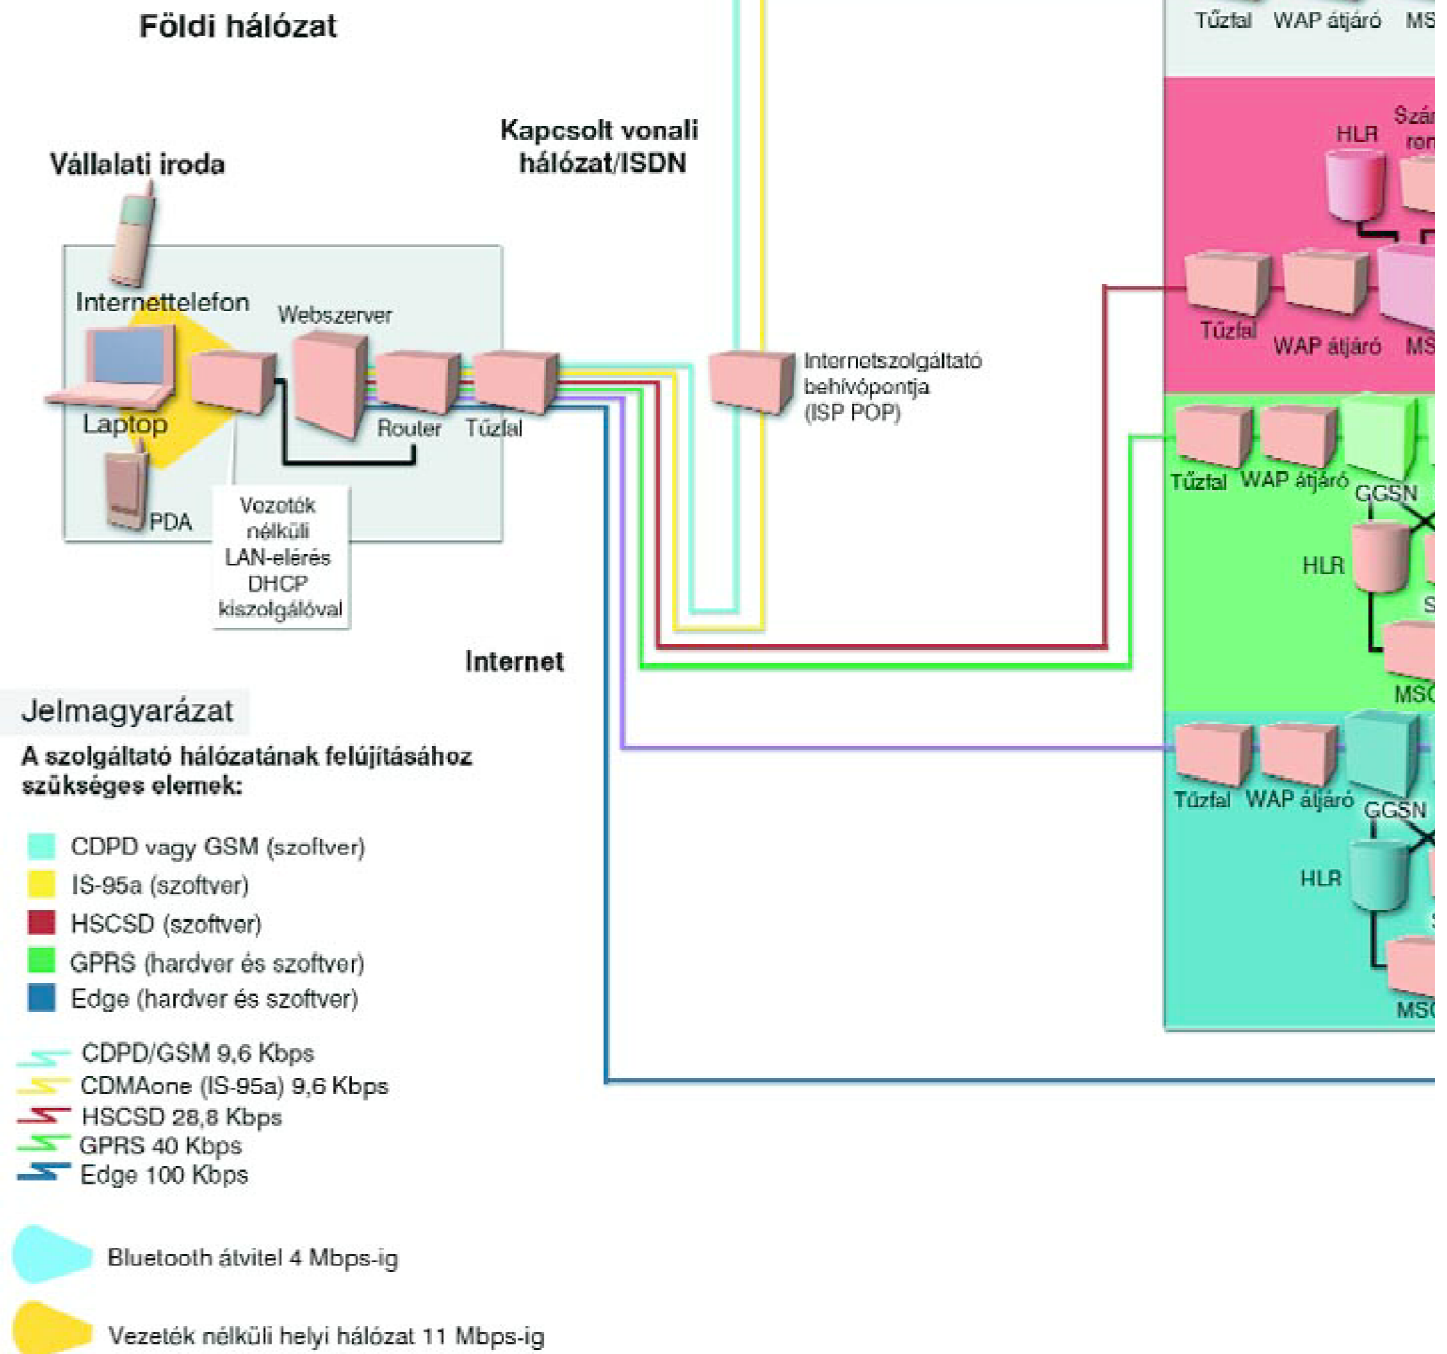 Földi hálózat
Tűzfal WAP átjáró MS
Kapcsolt vonali
hálózat/ISDN
Vállalati iroda
HLR
Internettelefon
Webszerver
Laptop
Router
Tűzfal
PDA
Vozoték
nélküli
LAN-elérés
DHCP
kiszolgálóval
Internetszolgáltató
behívópontja
(ISP POP)
Tűzfal
WAP átjáró MS
Tűzfal WAP átjáró
GGSN
HLR
MSC
Internet
Tűzfal WAP átjáró
GGSN
HLR
MSC
Jelmagyarázat
A szolgáltató hálózatának felújításához
szükséges elemek:
CDPD vagy GSM (szoftver)
IS-95a (szoftver)
HSCSD (szoftver)
GPRS (hardver és szoftver)
Edge (hardver és szoftver)
CDPD/GSM 9,6 Kbps
CDMAone (IS-95a) 9,6 Kbps
HSCSD 28,8 Kbps
GPRS 40 Kbps
Edge 100 Kbps
Bluetooth átvitel 4 Mbps-ig
Vezeték nélküli helyi hálózat 11 Mbps-ig